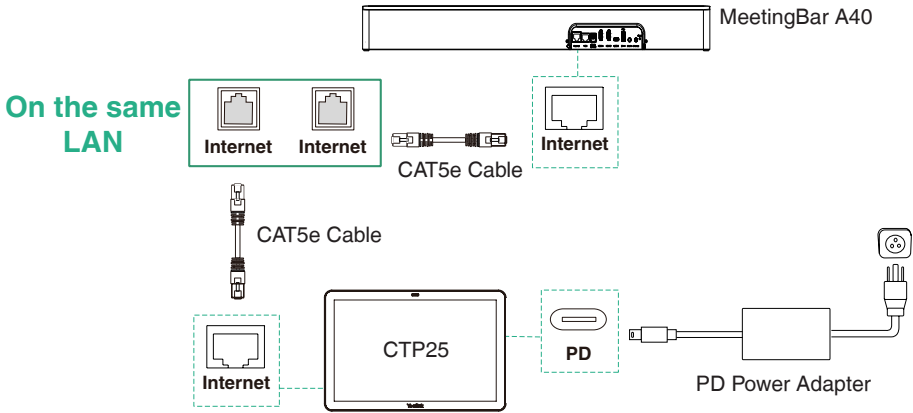 MeetingBar A40
On the same
LAN
Internet
Internet
Internet
CAT5e Cable
CAT5e Cable
CTP25
PD
Internet
PD Power Adapter
Yealink